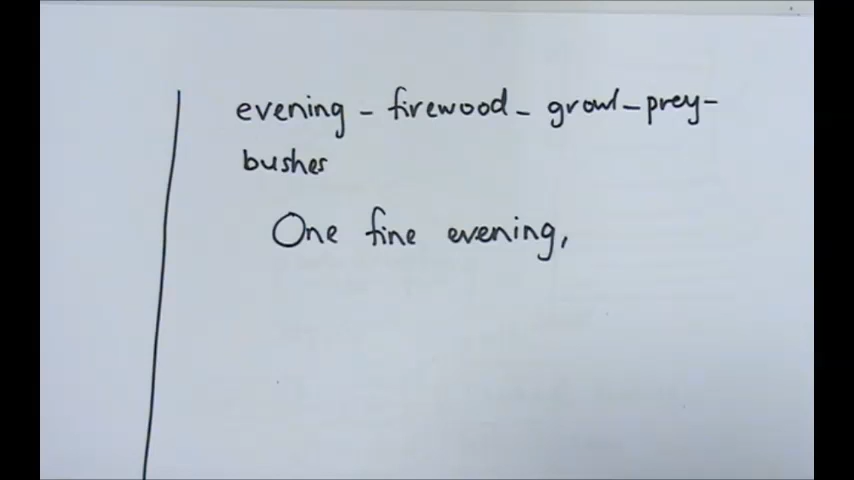 evening - firewood - growl - prey -
bushes
One fine evening,